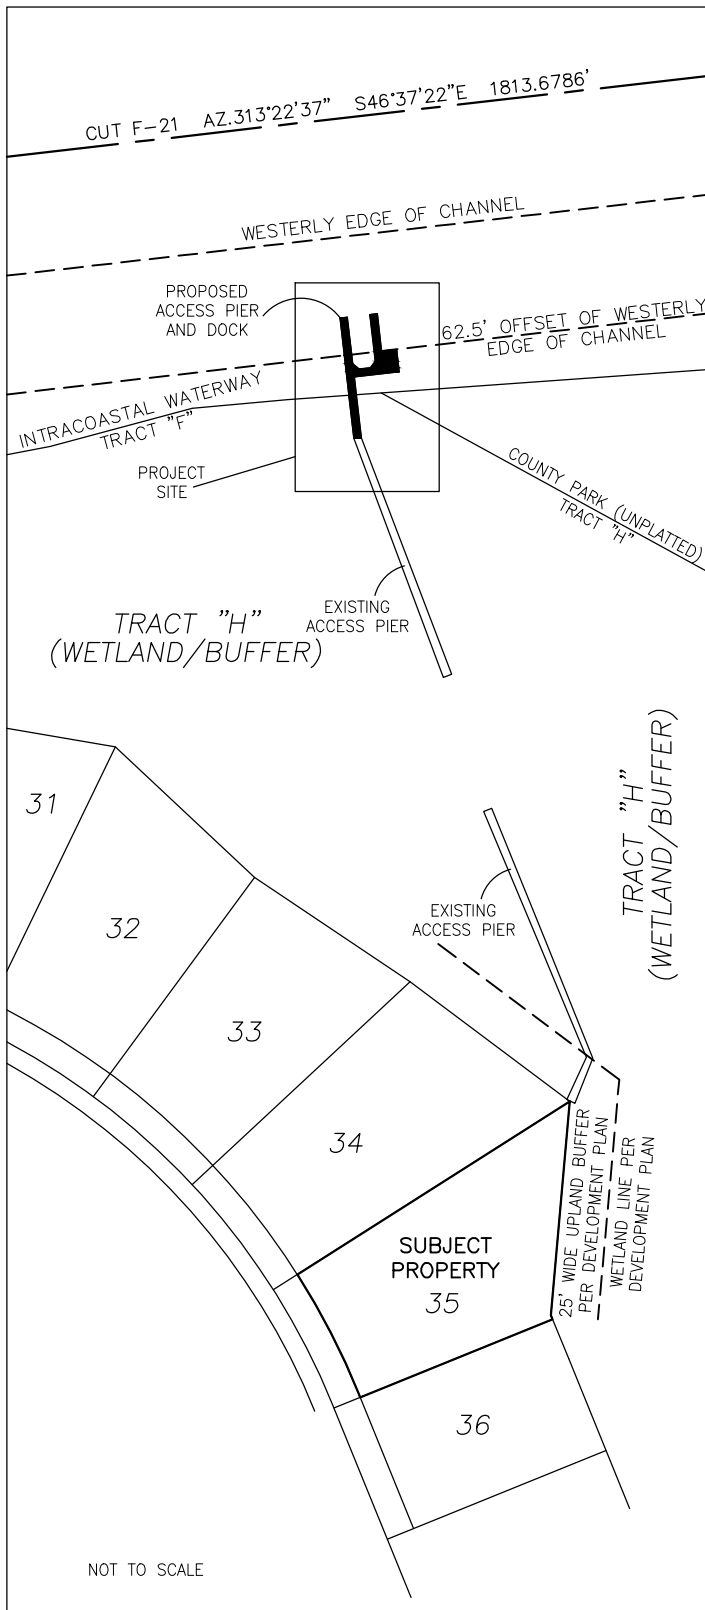 CUT F-21 AZ.313°22'37" S46°37'22"E 1813.6786'
WESTERLY EDGE OF CHANNEL
PROPOSED
ACCESS PIER
AND DOCK
62.5' OFFSET OF WESTERLY
EDGE OF CHANNEL
INTRACOASTAL WATERWAY
TRACT "F"
PROJECT
SITE
COUNTY PARK (UNPLATTED)
TRACT "H"
EXISTING
ACCESS PIER
TRACT "H"
(WETLAND/BUFFER)
TRACT "H"
(WETLAND/BUFFER)
31
32
EXISTING
ACCESS PIER
33
34
25' WIDE UPLAND BUFFER
PER DEVELOPMENT PLAN
WETLAND LINE PER
DEVELOPMENT PLAN
SUBJECT
PROPERTY
35
36
NOT TO SCALE